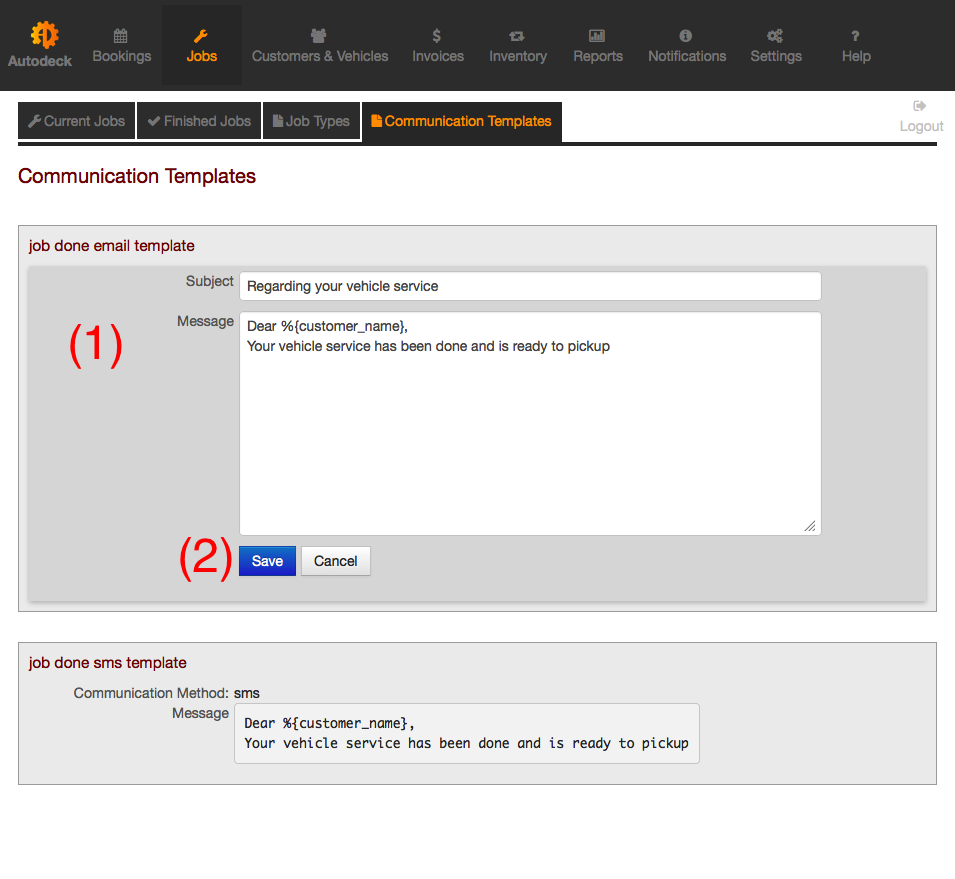 Autodeck
Bookings
Jobs
Customers & Vehicles
Invoices
Inventory
Reports
Notifications
Settings
Help
Current Jobs
Finished Jobs
Job Types
Communication Templates
Logout
Communication Templates
job done email template
Subject
Regarding your vehicle service
Message
Dear %{customer_name},
Your vehicle service has been done and is ready to pickup
(1)
(2)
Save
Cancel
job done sms template
Communication Method: sms
Message
Dear %{customer_name},
Your vehicle service has been done and is ready to pickup